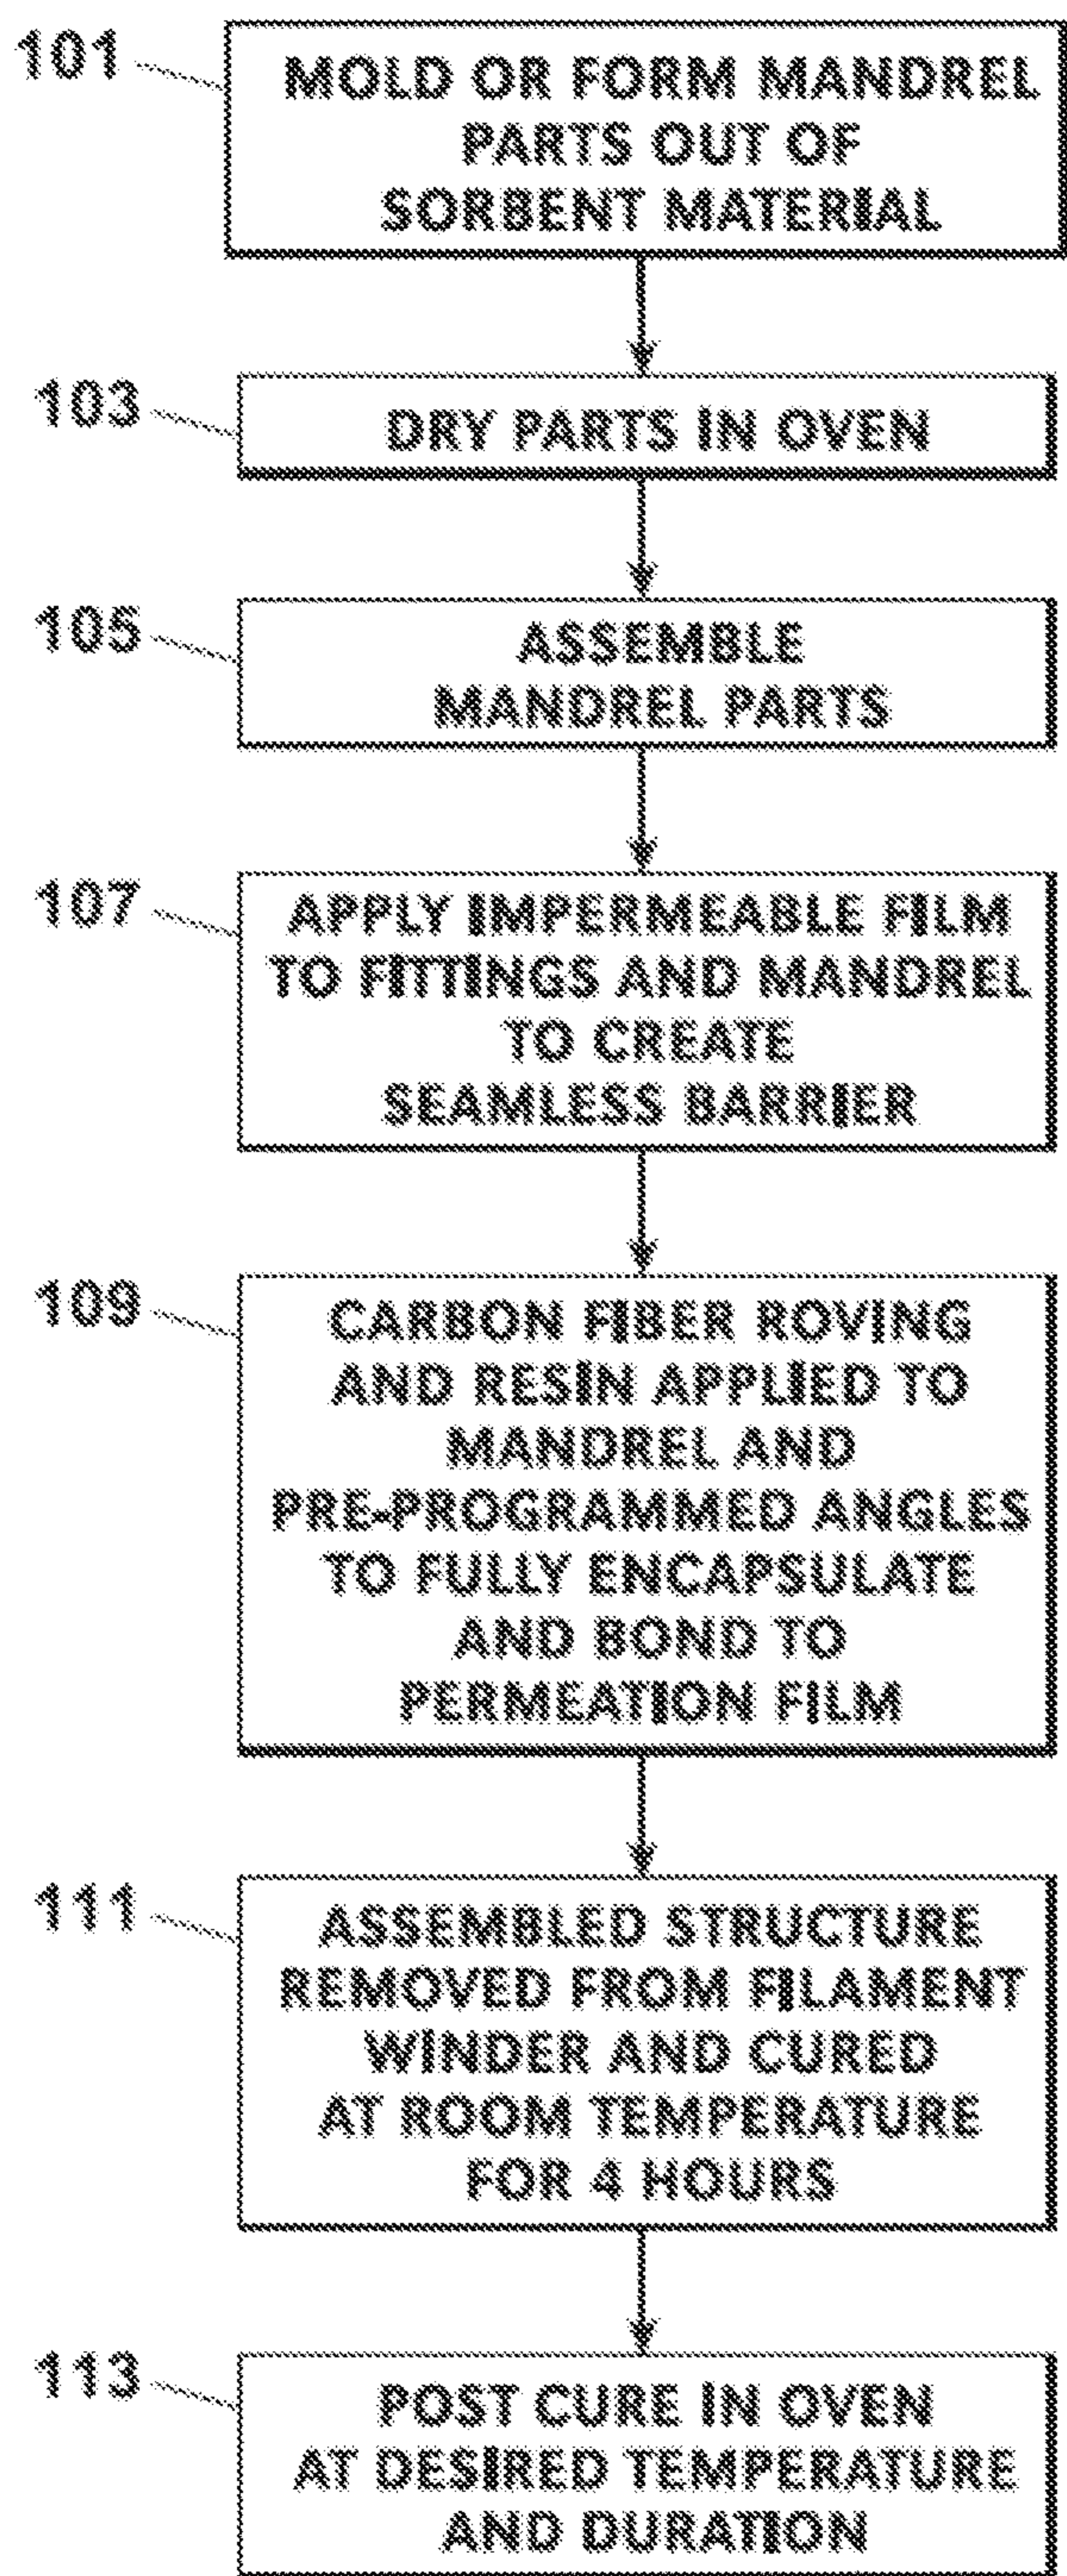 101
MOLD OR FORM MANDREL
PARTS OUT OF
SORBENT MATERIAL
103
DRY PARTS IN OVEN
105
ASSEMBLE
MANDREL PARTS
107
APPLY IMPERMEABLE FILM
TO FITTINGS AND MANDREL
TO CREATE
SEAMLESS BARRIER
109
CARBON FIBER ROVING
AND RESIN APPLIED TO
MANDREL AND
PRE-PROGRAMMED ANGLES
TO FULLY ENCAPSULATE
AND BOND TO
PERMEATION FILM
111
ASSEMBLED STRUCTURE
REMOVED FROM FILAMENT
WINDER AND CURED
AT ROOM TEMPERATURE
FOR 4 HOURS
113
POST CURE IN OVEN
AT DESIRED TEMPERATURE
AND DURATION